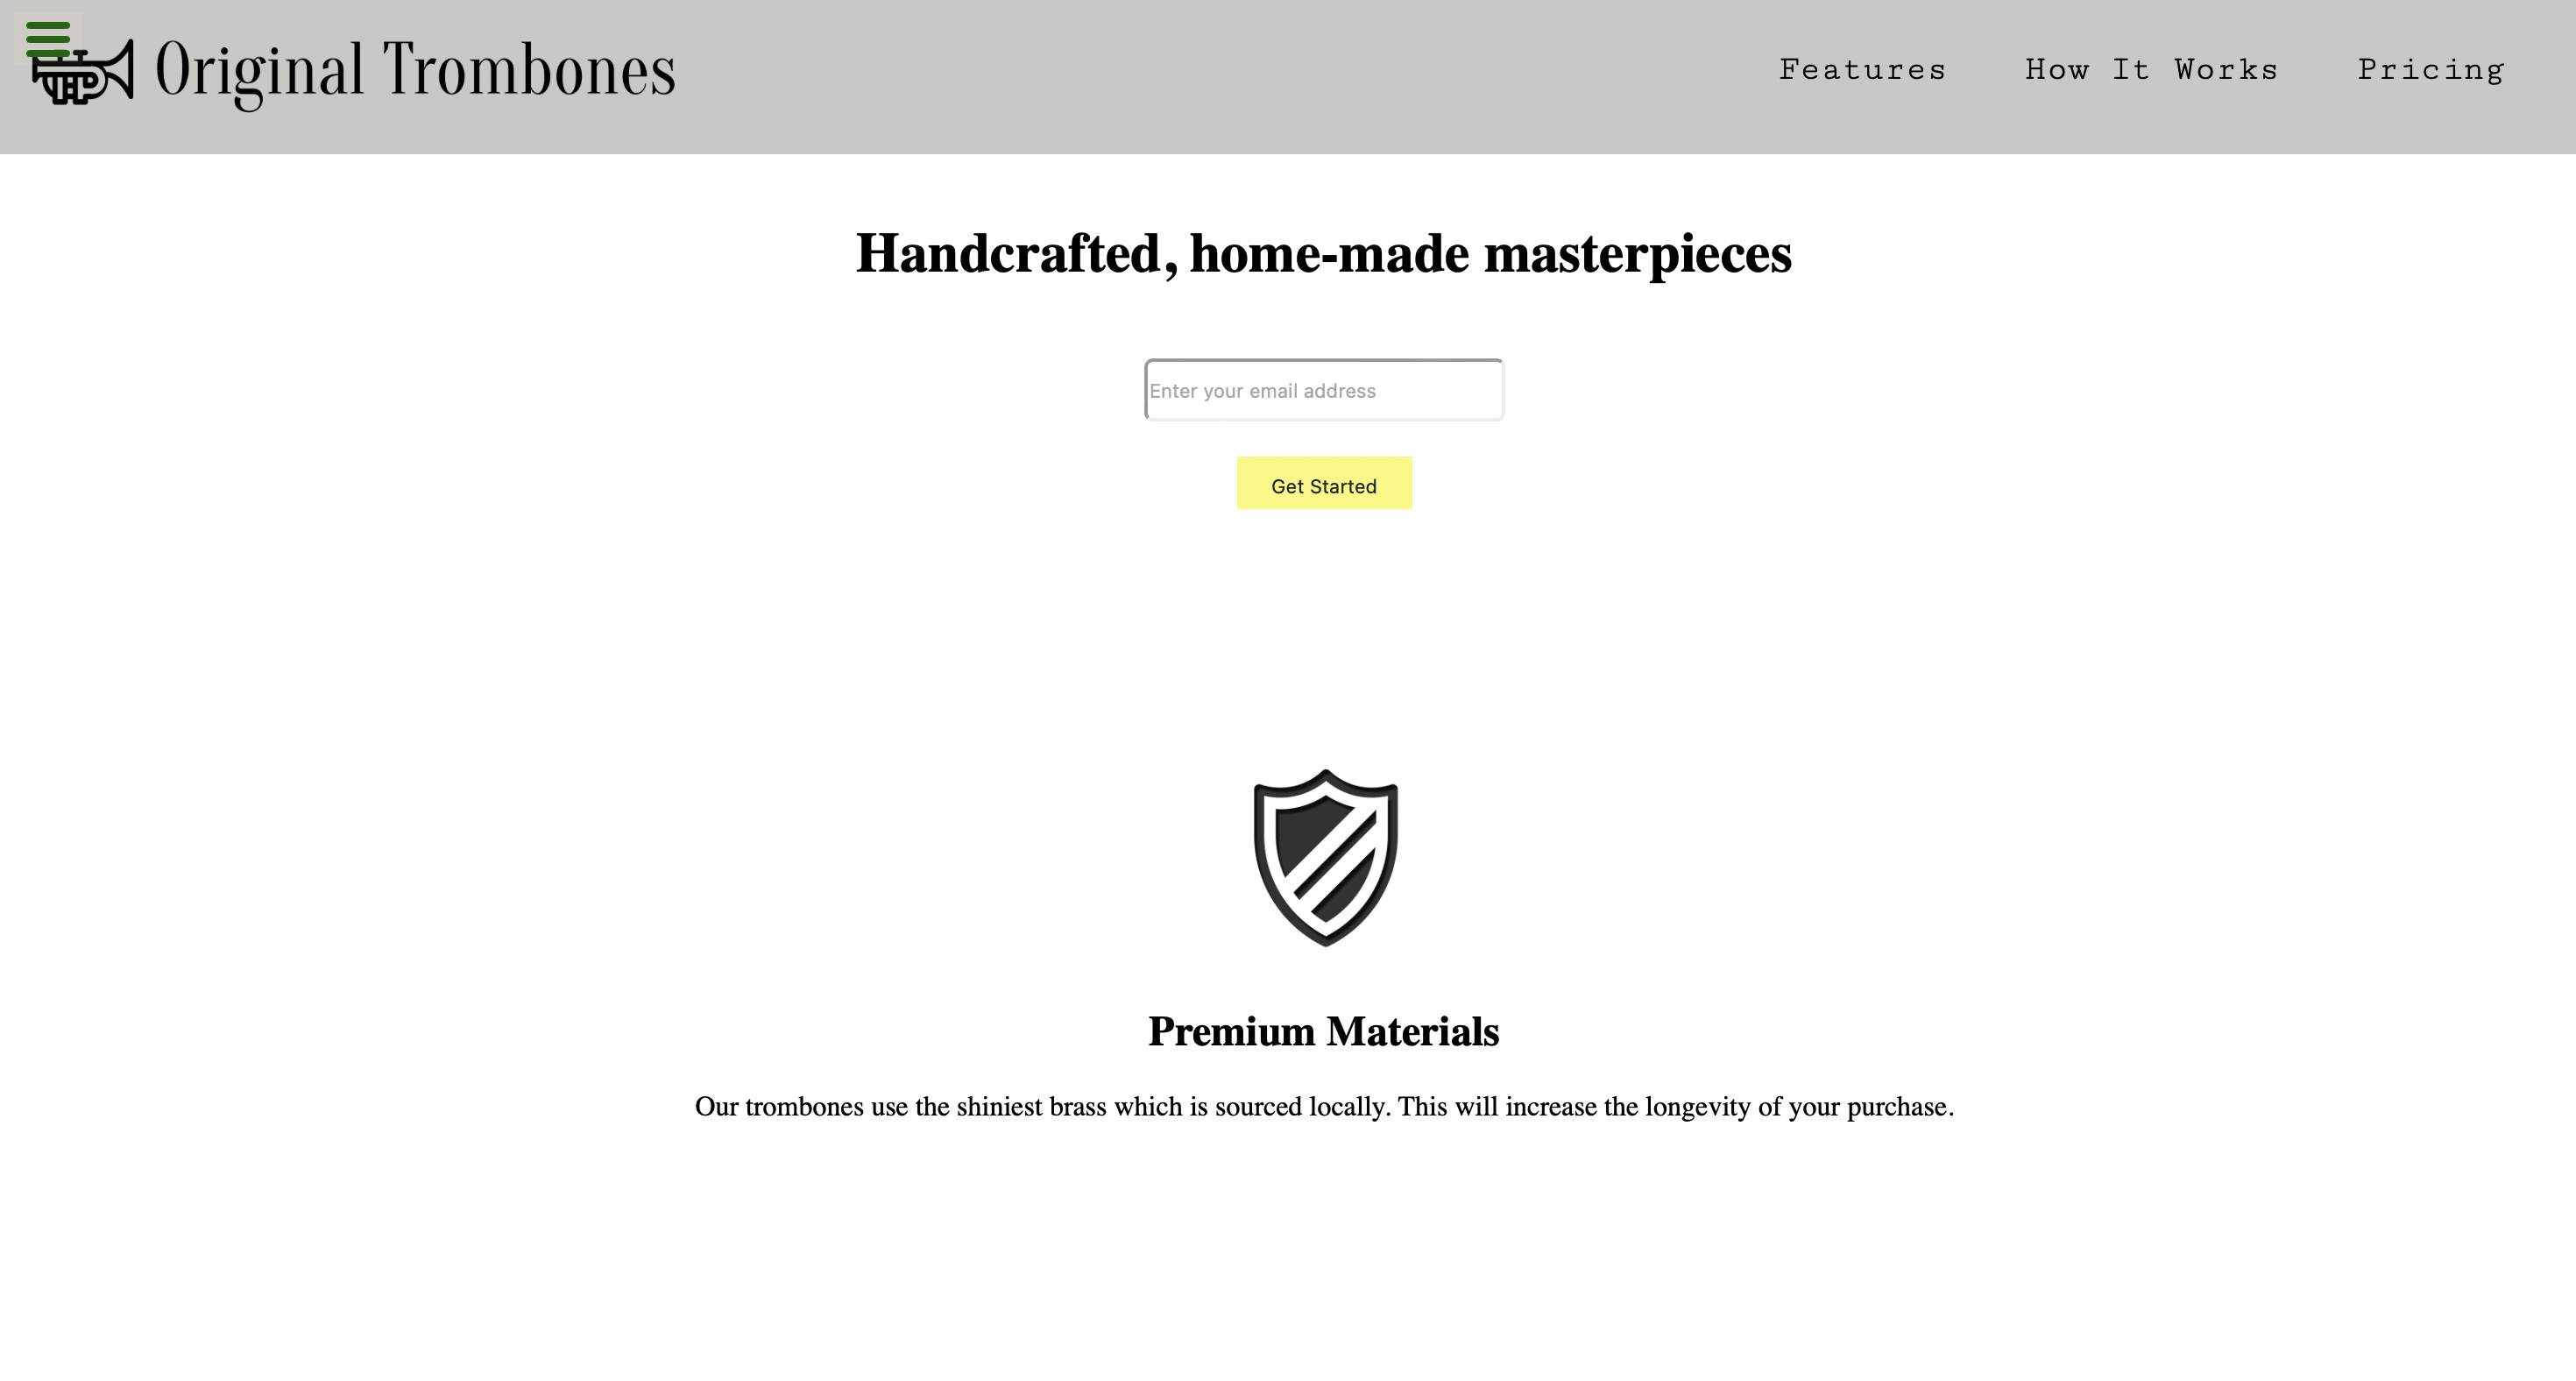 Original Trombones
Features
How It Works
Pricing
Handcrafted, home-made masterpieces
Enter your email address
Get Started
Premium Materials
Our trombones use the shiniest brass which is sourced locally. This will increase the longevity of your purchase.